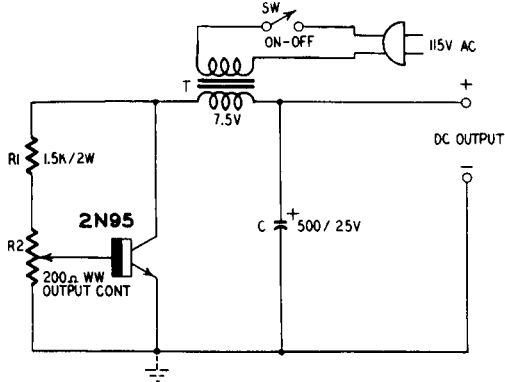 SW
ON-OFF
115V AC
T
7.5V
+
DC OUTPUT
−
R1 1.5K/2W
2N95
R2
200Ω WW
OUTPUT CONT
C + 500/25V